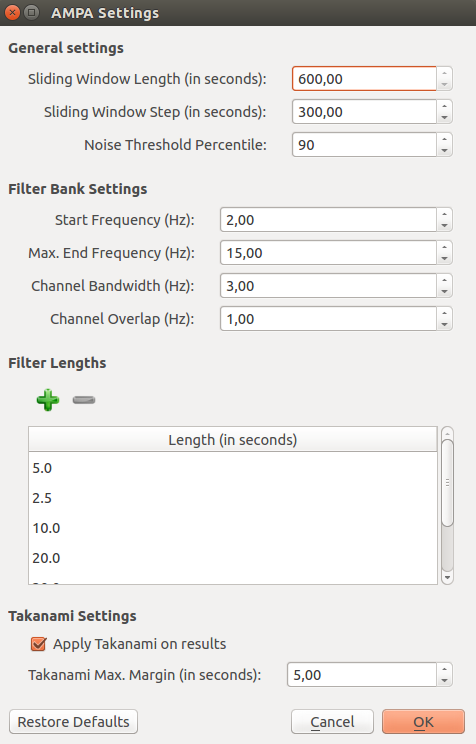 AMPA Settings
General settings
Sliding Window Length (in seconds): 600,00
Sliding Window Step (in seconds): 300,00
Noise Threshold Percentile: 90
Filter Bank Settings
Start Frequency (Hz): 2,00
Max. End Frequency (Hz): 15,00
Channel Bandwidth (Hz): 3,00
Channel Overlap (Hz): 1,00
Filter Lengths
Length (in seconds)
5.0
2.5
10.0
20.0
Takanami Settings
Apply Takanami on results
Takanami Max. Margin (in seconds): 5,00
Restore Defaults Cancel OK